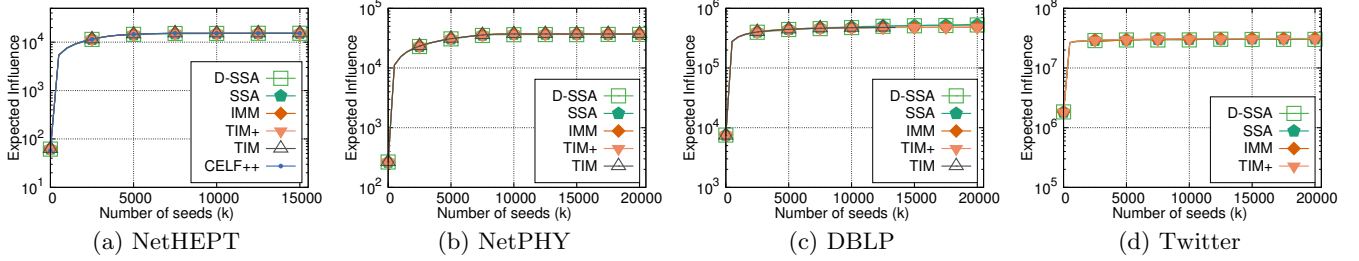 Expected Influence
10^5
10^4
10^3
10^2
10^1
D-SSA
SSA
IMM
TIM+
TIM
CELF++
0 5000 10000 15000
Number of seeds (k)
(a) NetHEPT
Expected Influence
10^5
10^4
10^3
10^2
D-SSA
SSA
IMM
TIM+
TIM
0 5000 10000 15000 20000
Number of seeds (k)
(b) NetPHY
Expected Influence
10^6
10^5
10^4
10^3
D-SSA
SSA
IMM
TIM+
TIM
0 5000 10000 15000 20000
Number of seeds (k)
(c) DBLP
Expected Influence
10^8
10^7
10^6
10^5
D-SSA
SSA
IMM
TIM+
0 5000 10000 15000 20000
Number of seeds (k)
(d) Twitter